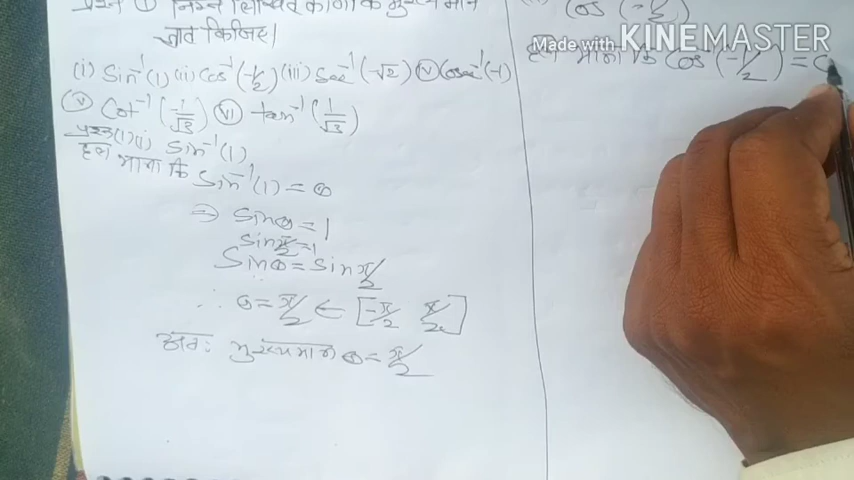 प्रश्न ① निम्न लिखित कोणों के मुख्य मान
ज्ञात किजिए।
(i) Sin⁻¹(1) (ii) Cos⁻¹(-1/2) (iii) Sec⁻¹(-√2) (iv) Cosec⁻¹(-1)
(v) Cot⁻¹(-1/√3) (vi) tan⁻¹(1/√3)
प्रश्न(1)(i) Sin⁻¹(1)
हल माना कि Sin⁻¹(1) = θ
⇒ Sinθ = 1
Sin π/2 = 1
Sinθ = Sin π/2
∴ θ = π/2 ∈ [-π/2 π/2]
अतः मुख्यमान θ = π/2
Cos⁻¹(-1/2)
हल माना कि Cos⁻¹(-1/2) =
Made with KINEMASTER